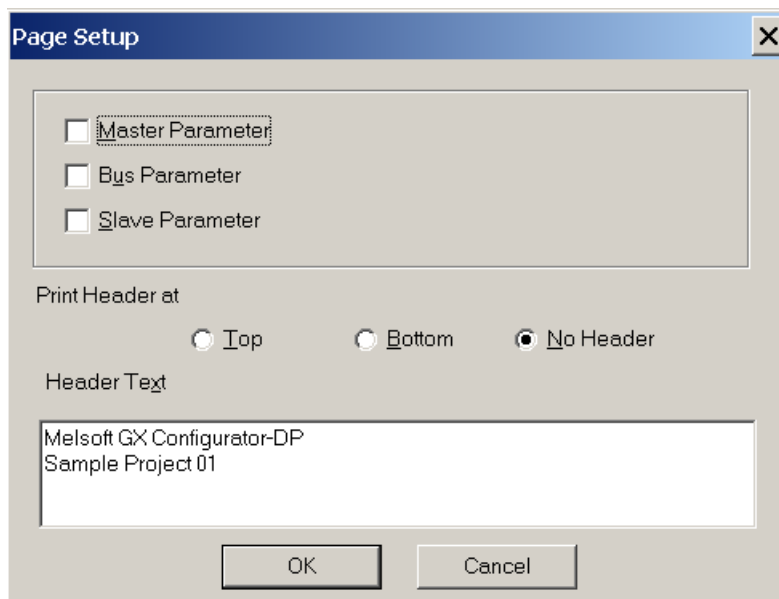 Page Setup
Master Parameter
Bus Parameter
Slave Parameter
Print Header at
Top Bottom No Header
Header Text
Melsoft GX Configurator-DP
Sample Project 01
OK Cancel